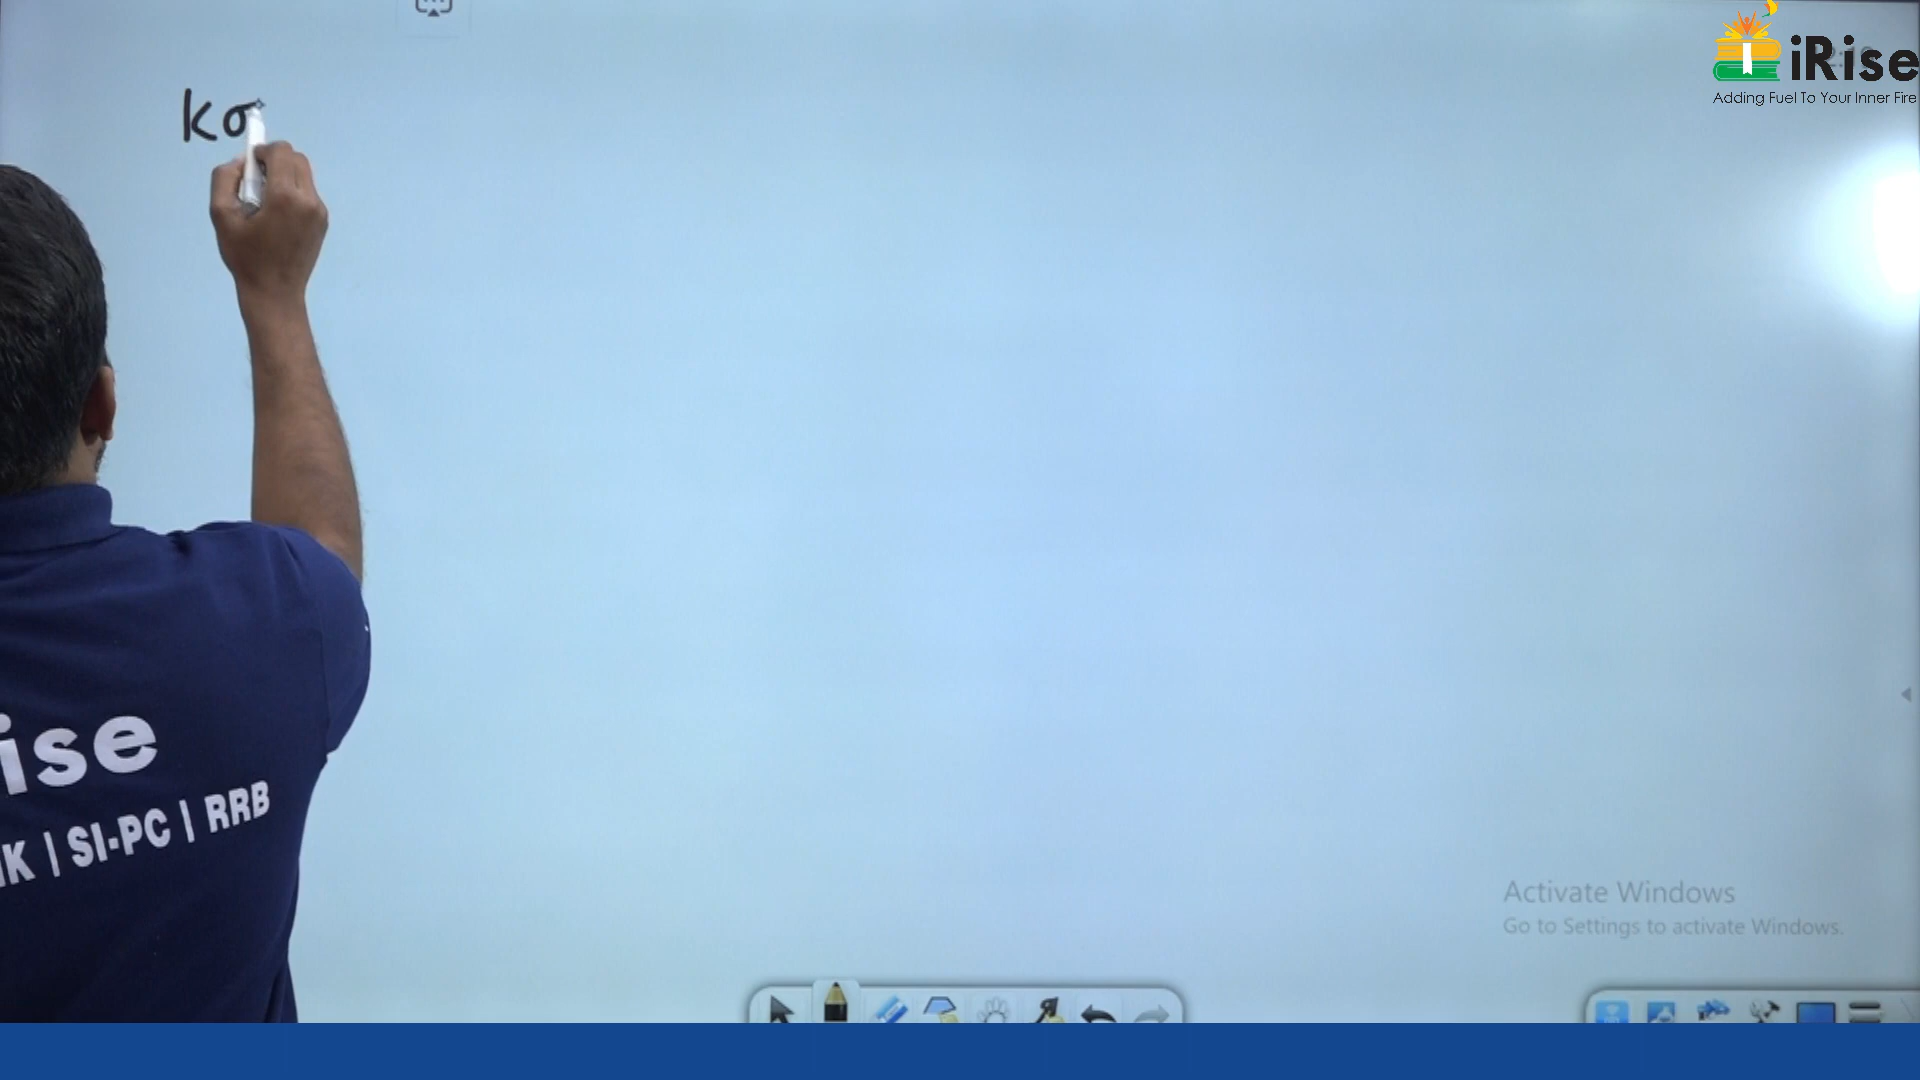 iRise
Adding Fuel To Your Inner Fire
ko
ise
K | SI-PC | RRB
Activate Windows
Go to Settings to activate Windows.